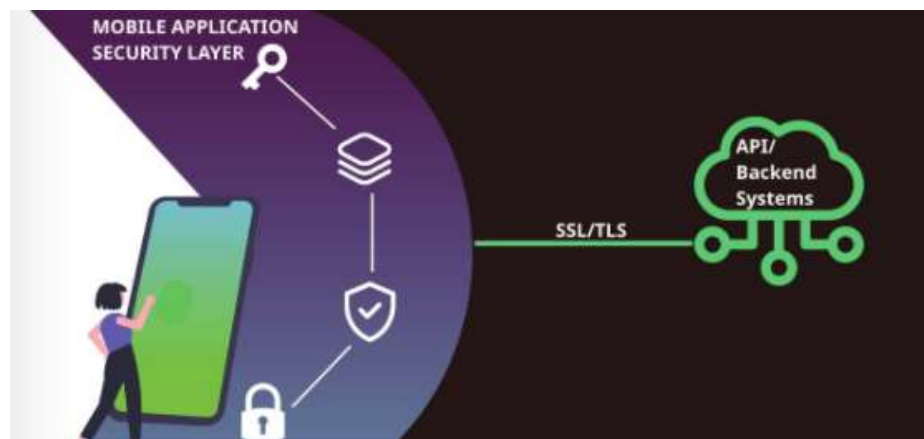 MOBILE APPLICATION
SECURITY LAYER
API/
Backend
Systems
SSL/TLS